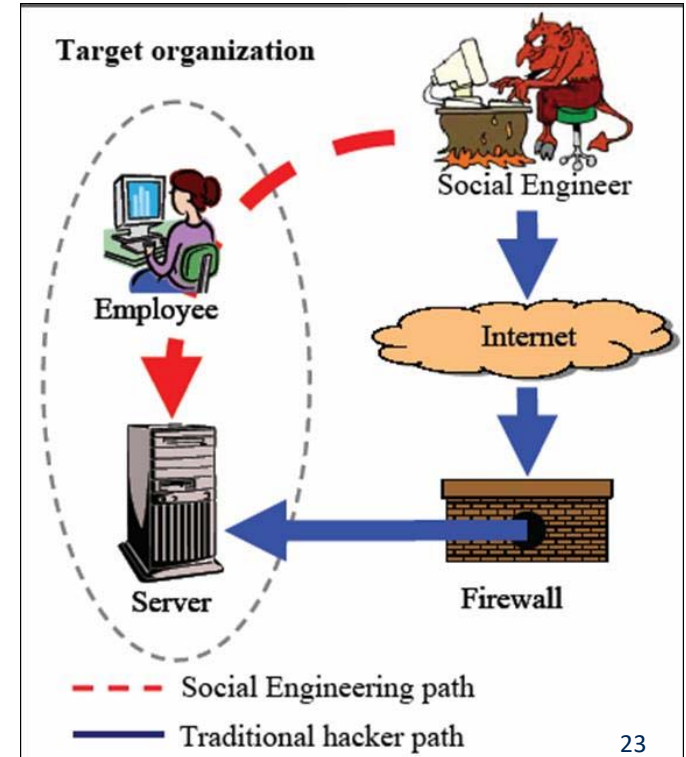 Target organization
Social Engineer
Employee
Internet
Server
Firewall
Social Engineering path
Traditional hacker path
23